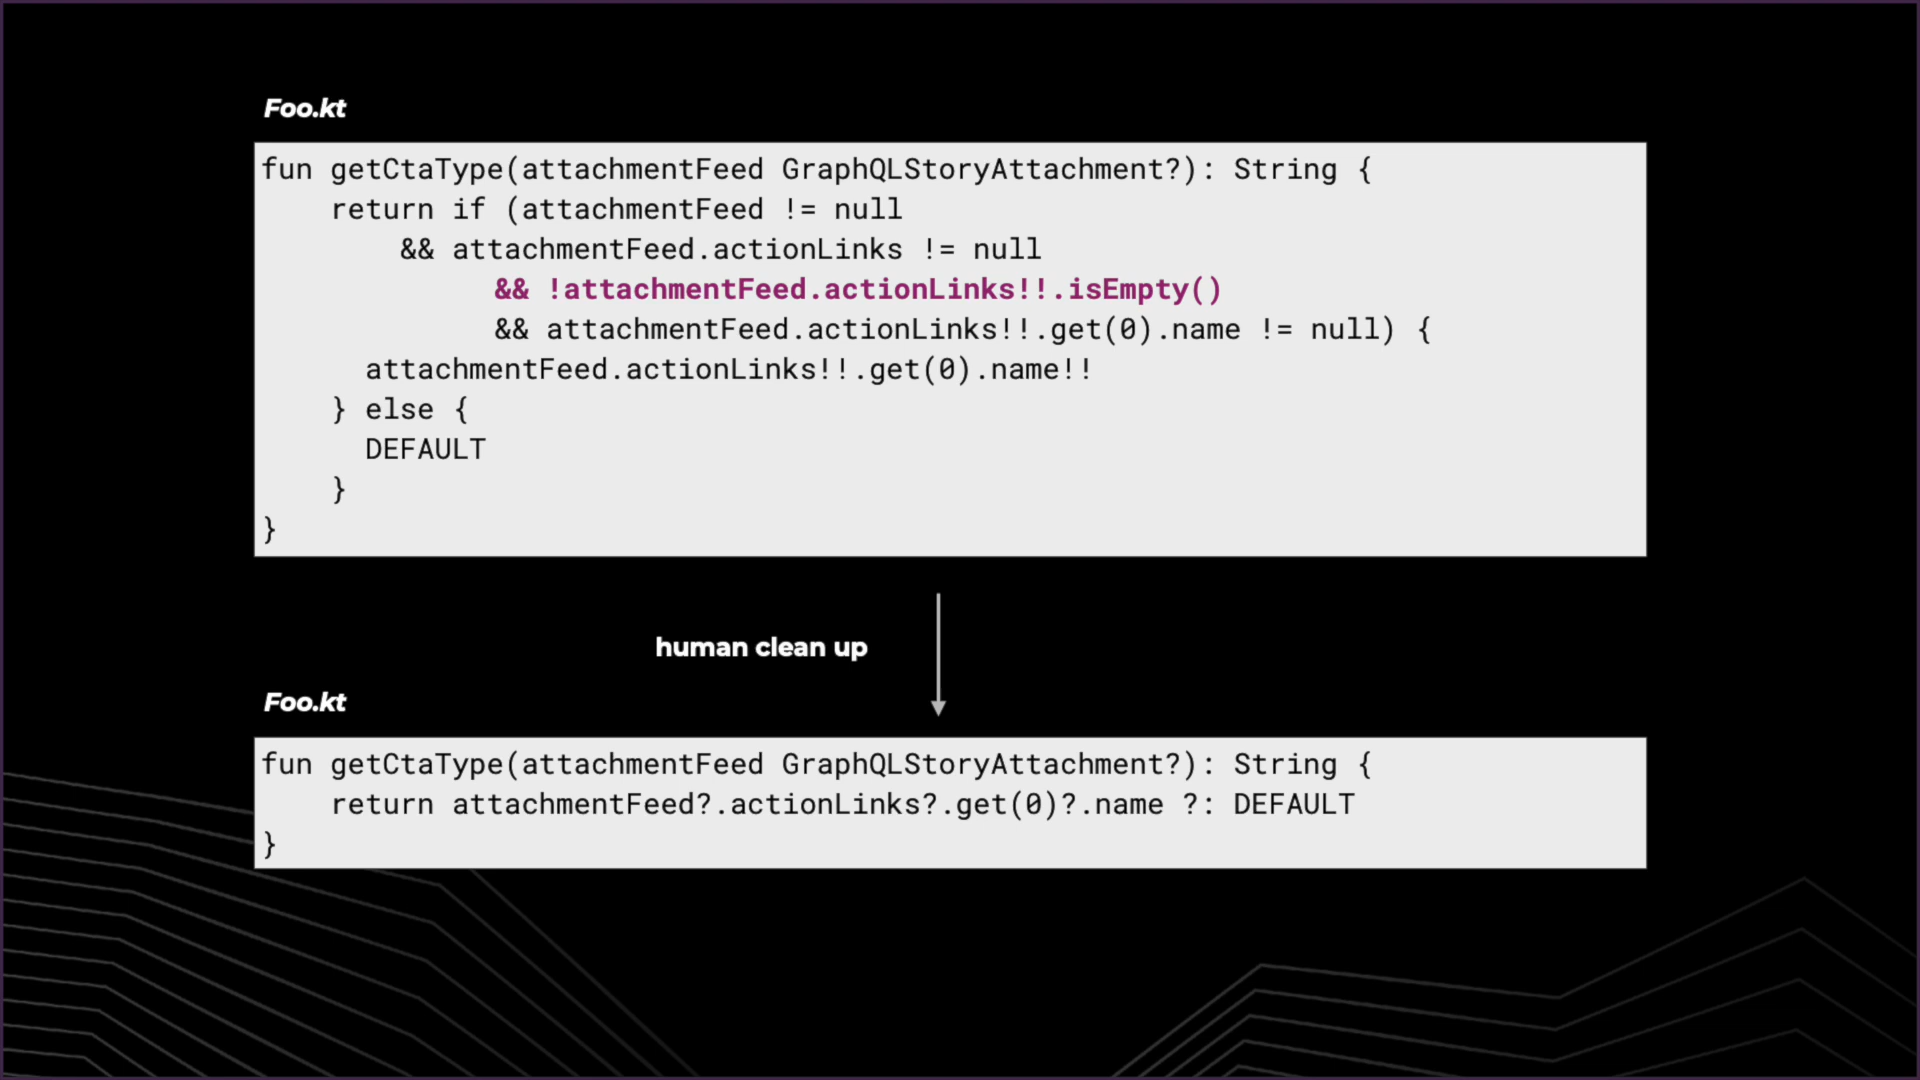 Foo.kt
fun getCtaType(attachmentFeed GraphQLStoryAttachment?): String {
return if (attachmentFeed != null
&& attachmentFeed.actionLinks != null
&& !attachmentFeed.actionLinks!!.isEmpty()
&& attachmentFeed.actionLinks!!.get(0).name != null) {
attachmentFeed.actionLinks!!.get(0).name!!
} else {
DEFAULT
}
}
human clean up
Foo.kt
fun getCtaType(attachmentFeed GraphQLStoryAttachment?): String {
return attachmentFeed?.actionLinks?.get(0)?.name ?: DEFAULT
}